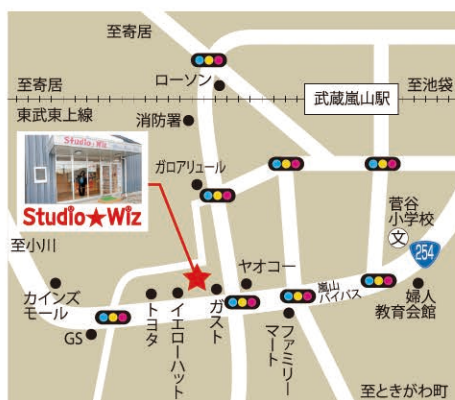 至寄居
至寄居
ローソン
至池袋
武蔵嵐山駅
東武東上線
消防署
Studio★Wiz
ガロアリュール
Studio★Wiz
菅谷
小学校
文
254
至小川
ヤオコー
嵐山
バイパス
カインズ
モール
トヨタ
イエローハット
ガスト
婦人
教育会館
GS
ファミリー
マート
至ときがわ町